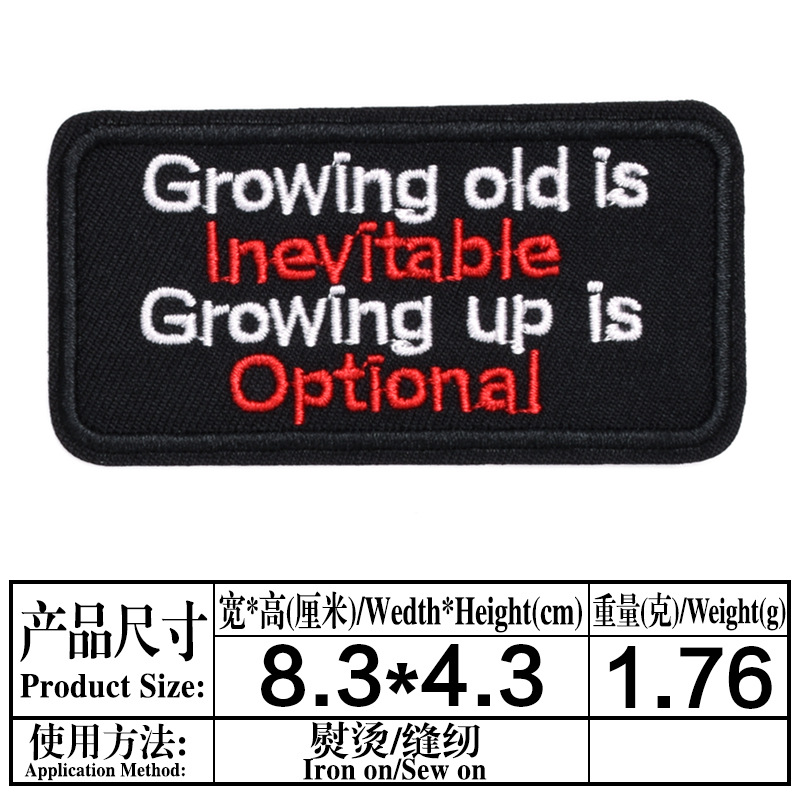 Growing old is
Inevitable
Growing up is
Optional
产品尺寸
Product Size:
宽*高(厘米)/Wedth*Height(cm)
8.3*4.3
重量(克)/Weight(g)
1.76
使用方法:
Application Method:
熨烫/缝纫
Iron on/Sew on